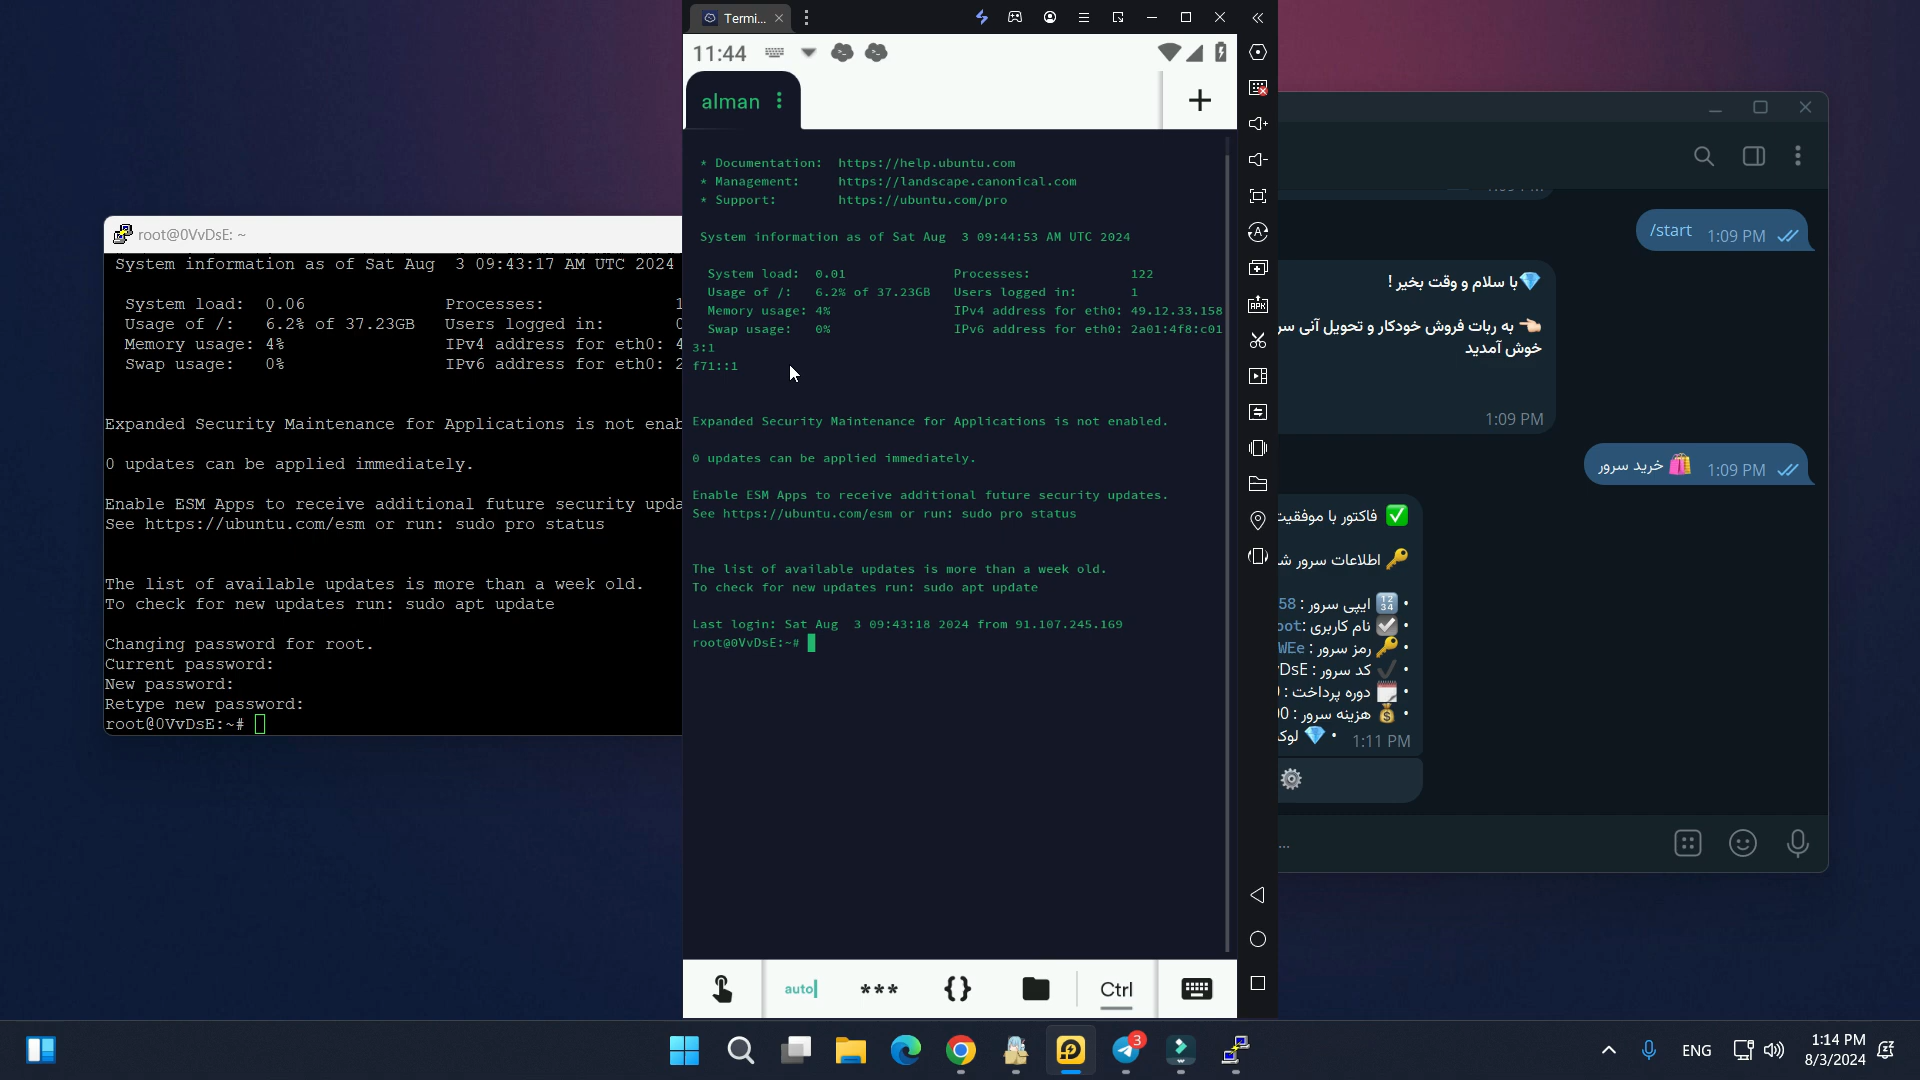 Termi...
11:44
alman
* Documentation: https://help.ubuntu.com
* Management: https://landscape.canonical.com
* Support: https://ubuntu.com/pro
System information as of Sat Aug 3 09:44:53 AM UTC 2024
System load: 0.01 Processes: 122
Usage of /: 6.2% of 37.23GB Users logged in: 1
Memory usage: 4% IPv4 address for eth0: 49.12.33.158
Swap usage: 0% IPv6 address for eth0: 2a01:4f8:c01
3:1
f71::1
Expanded Security Maintenance for Applications is not enabled.
0 updates can be applied immediately.
Enable ESM Apps to receive additional future security updates.
See https://ubuntu.com/esm or run: sudo pro status
The list of available updates is more than a week old.
To check for new updates run: sudo apt update
Last login: Sat Aug 3 09:43:18 2024 from 91.107.245.169
root@0VvDsE:~#
auto
***
{}
Ctrl
root@0VvDsE: ~
System information as of Sat Aug 3 09:43:17 AM UTC 2024
System load: 0.06 Processes: 1
Usage of /: 6.2% of 37.23GB Users logged in: 0
Memory usage: 4% IPv4 address for eth0: 4
Swap usage: 0% IPv6 address for eth0: 2
Expanded Security Maintenance for Applications is not enab
0 updates can be applied immediately.
Enable ESM Apps to receive additional future security upda
See https://ubuntu.com/esm or run: sudo pro status
The list of available updates is more than a week old.
To check for new updates run: sudo apt update
Changing password for root.
Current password:
New password:
Retype new password:
root@0VvDsE:~#
/start 1:09 PM
💎با سلام و وقت بخیر !
👈🏻 به ربات فروش خودکار و تحویل آنی سر
خوش آمدید
1:09 PM
🛍 خرید سرور 1:09 PM
✅ فاکتور با موفقیت
🔑 اطلاعات سرور ش
• 🔢 ایپی سرور : 58
• ☑️ نام کاربری :oot
• 🔑 رمز سرور : WEe
• ✔️ کد سرور : DsE
• 🗓 دوره پرداخت :
• 💰 هزینه سرور : 00
• 💎 لوک
1:11 PM
⚙️
...
APK
3
ENG
1:14 PM
8/3/2024